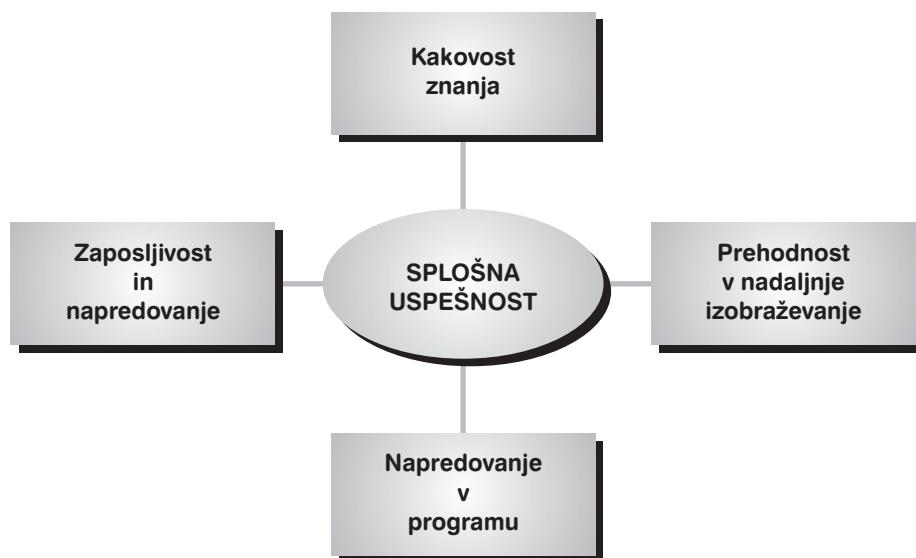 Kakovost
znanja
Zaposljivost
in
napredovanje
SPLOŠNA
USPEŠNOST
Prehodnost
v nadaljnje
izobraževanje
Napredovanje
v
programu